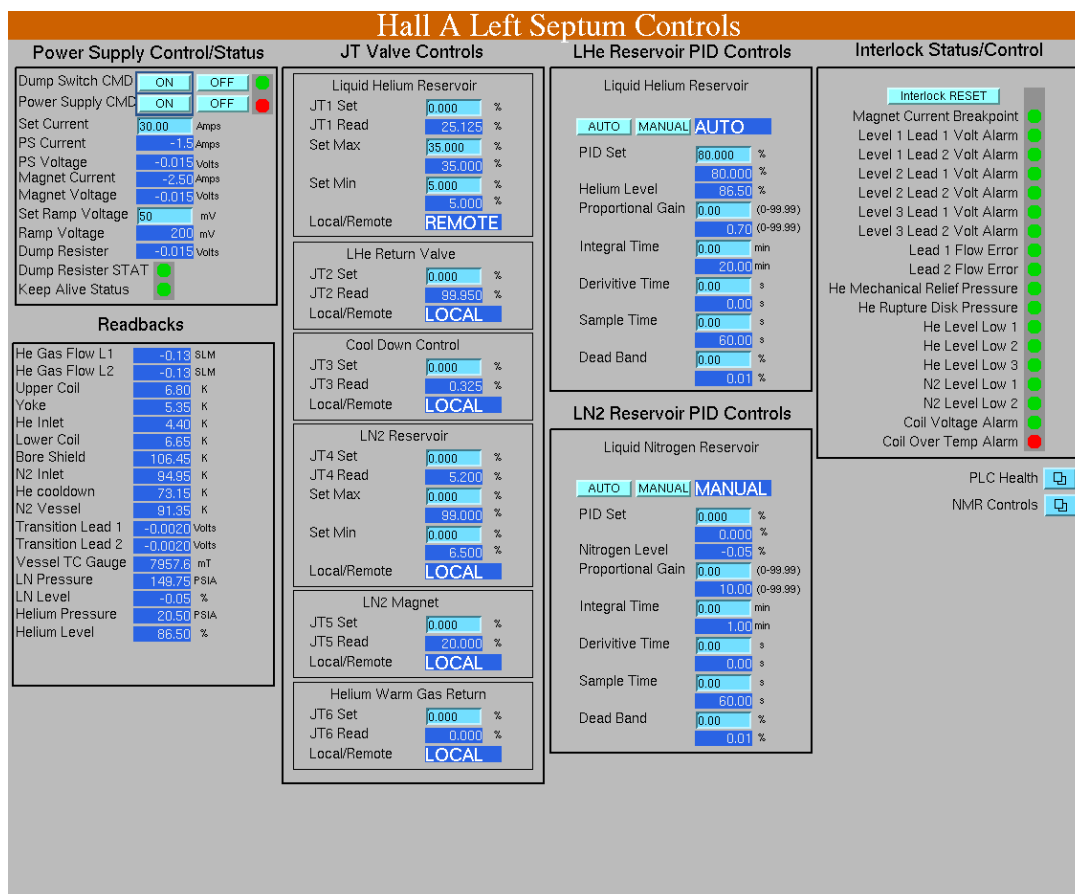 Hall A Left Septum Controls
Power Supply Control/Status
Dump Switch CMD ON OFF
Power Supply CMD ON OFF
Set Current 30.00 Amps
PS Current -1.5 Amps
PS Voltage -0.015 Volts
Magnet Current -2.50 Amps
Magnet Voltage -0.015 Volts
Set Ramp Voltage 50 mV
Ramp Voltage 200 mV
Dump Resister -0.015 Volts
Dump Resister STAT
Keep Alive Status
Readbacks
He Gas Flow L1 -0.13 SLM
He Gas Flow L2 -0.13 SLM
Upper Coil 6.80 K
Yoke 5.35 K
He Inlet 4.40 K
Lower Coil 6.65 K
Bore Shield 106.45 K
N2 Inlet 94.95 K
He cooldown 73.15 K
N2 Vessel 91.35 K
Transition Lead 1 -0.0020 Volts
Transition Lead 2 -0.0020 Volts
Vessel TC Gauge 7957.6 mT
LN Pressure 149.75 PSIA
LN Level -0.05 %
Helium Pressure 20.50 PSIA
Helium Level 86.50 %
JT Valve Controls
Liquid Helium Reservoir
JT1 Set 0.000 %
JT1 Read 25.125 %
Set Max 35.000 %
35.000 %
Set Min 5.000 %
5.000 %
Local/Remote REMOTE
LHe Return Valve
JT2 Set 0.000 %
JT2 Read 99.950 %
Local/Remote LOCAL
Cool Down Control
JT3 Set 0.000 %
JT3 Read 0.325 %
Local/Remote LOCAL
LN2 Reservoir
JT4 Set 0.000 %
JT4 Read 5.200 %
Set Max 0.000 %
99.000 %
Set Min 0.000 %
6.500 %
Local/Remote LOCAL
LN2 Magnet
JT5 Set 0.000 %
JT5 Read 20.000 %
Local/Remote LOCAL
Helium Warm Gas Return
JT6 Set 0.000 %
JT6 Read 0.000 %
Local/Remote LOCAL
LHe Reservoir PID Controls
Liquid Helium Reservoir
AUTO MANUAL AUTO
PID Set 80.000 %
80.000 %
Helium Level 86.50 %
Proportional Gain 0.00 (0-99.99)
0.70 (0-99.99)
Integral Time 0.00 min
20.00 min
Derivitive Time 0.00 s
0.00 s
Sample Time 0.00 s
60.00 s
Dead Band 0.00 %
0.01 %
LN2 Reservoir PID Controls
Liquid Nitrogen Reservoir
AUTO MANUAL MANUAL
PID Set 0.000 %
0.000 %
Nitrogen Level -0.05 %
Proportional Gain 0.00 (0-99.99)
10.00 (0-99.99)
Integral Time 0.00 min
1.00 min
Derivitive Time 0.00 s
0.00 s
Sample Time 0.00 s
60.00 s
Dead Band 0.00 %
0.01 %
Interlock Status/Control
Interlock RESET
Magnet Current Breakpoint
Level 1 Lead 1 Volt Alarm
Level 1 Lead 2 Volt Alarm
Level 2 Lead 1 Volt Alarm
Level 2 Lead 2 Volt Alarm
Level 3 Lead 1 Volt Alarm
Level 3 Lead 2 Volt Alarm
Lead 1 Flow Error
Lead 2 Flow Error
He Mechanical Relief Pressure
He Rupture Disk Pressure
He Level Low 1
He Level Low 2
He Level Low 3
N2 Level Low 1
N2 Level Low 2
Coil Voltage Alarm
Coil Over Temp Alarm
PLC Health
NMR Controls